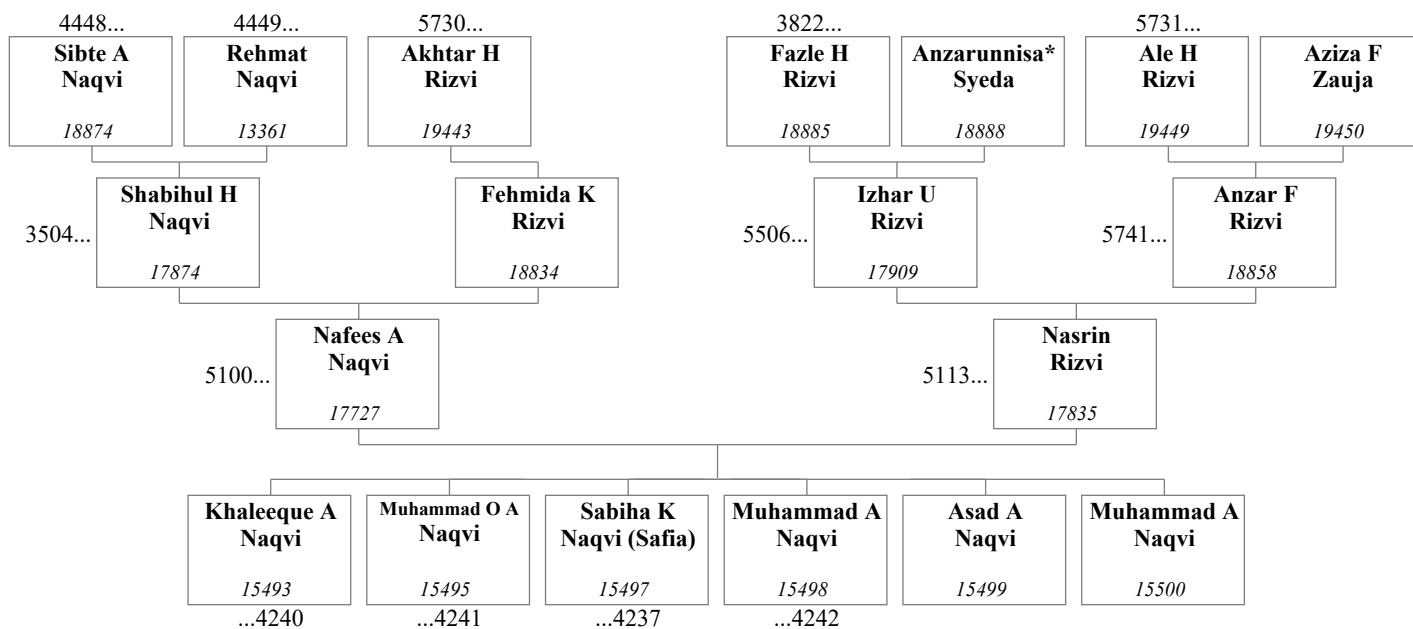 4448... 4449... 5730... 3822... 5731...
Sibte A Rehmat Akhtar H Fazle H Anzarunnisa* Ale H Aziza F
Naqvi Naqvi Rizvi Rizvi Syeda Rizvi Zauja
18874 13361 19443 18885 18888 19449 19450
Shabihul H Fehmida K Izhar U Anzar F
Naqvi Rizvi Rizvi Rizvi
3504... 5506... 5741...
17874 18834 17909 18858
Nafees A Nasrin
Naqvi Rizvi
5100... 5113...
17727 17835
Khaleeque A Muhammad O A Sabiha K Muhammad A Asad A Muhammad A
Naqvi Naqvi Naqvi (Safia) Naqvi Naqvi Naqvi
15493 15495 15497 15498 15499 15500
...4240 ...4241 ...4237 ...4242